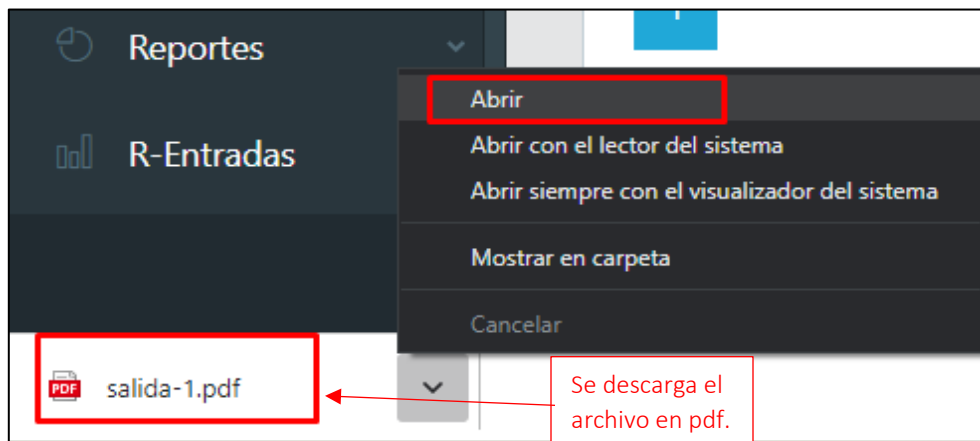 Reportes
R-Entradas
Abrir
Abrir con el lector del sistema
Abrir siempre con el visualizador del sistema
Mostrar en carpeta
Cancelar
PDF
salida-1.pdf
Se descarga el
archivo en pdf.